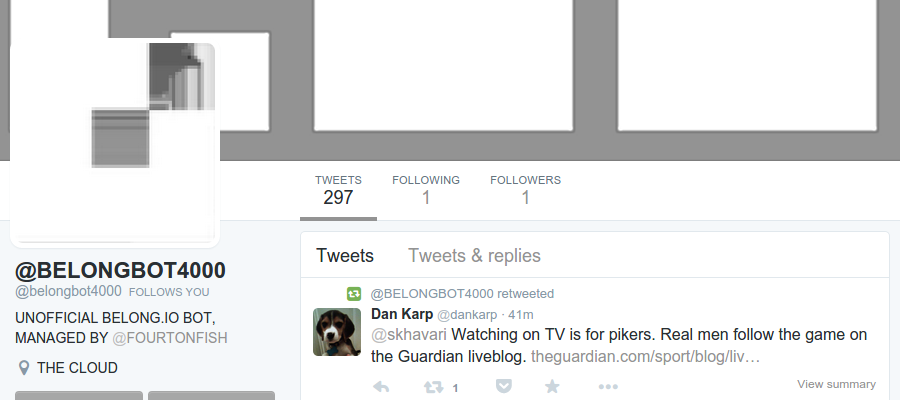 TWEETS FOLLOWING FOLLOWERS
297 1 1
@BELONGBOT4000
@belongbot4000 FOLLOWS YOU
UNOFFICIAL BELONG.IO BOT,
MANAGED BY @FOURTONFISH
THE CLOUD
Tweets Tweets & replies
@BELONGBOT4000 retweeted
Dan Karp @dankarp · 41m
@skhavari Watching on TV is for pikers. Real men follow the game on
the Guardian liveblog. theguardian.com/sport/blog/liv…
1 View summary